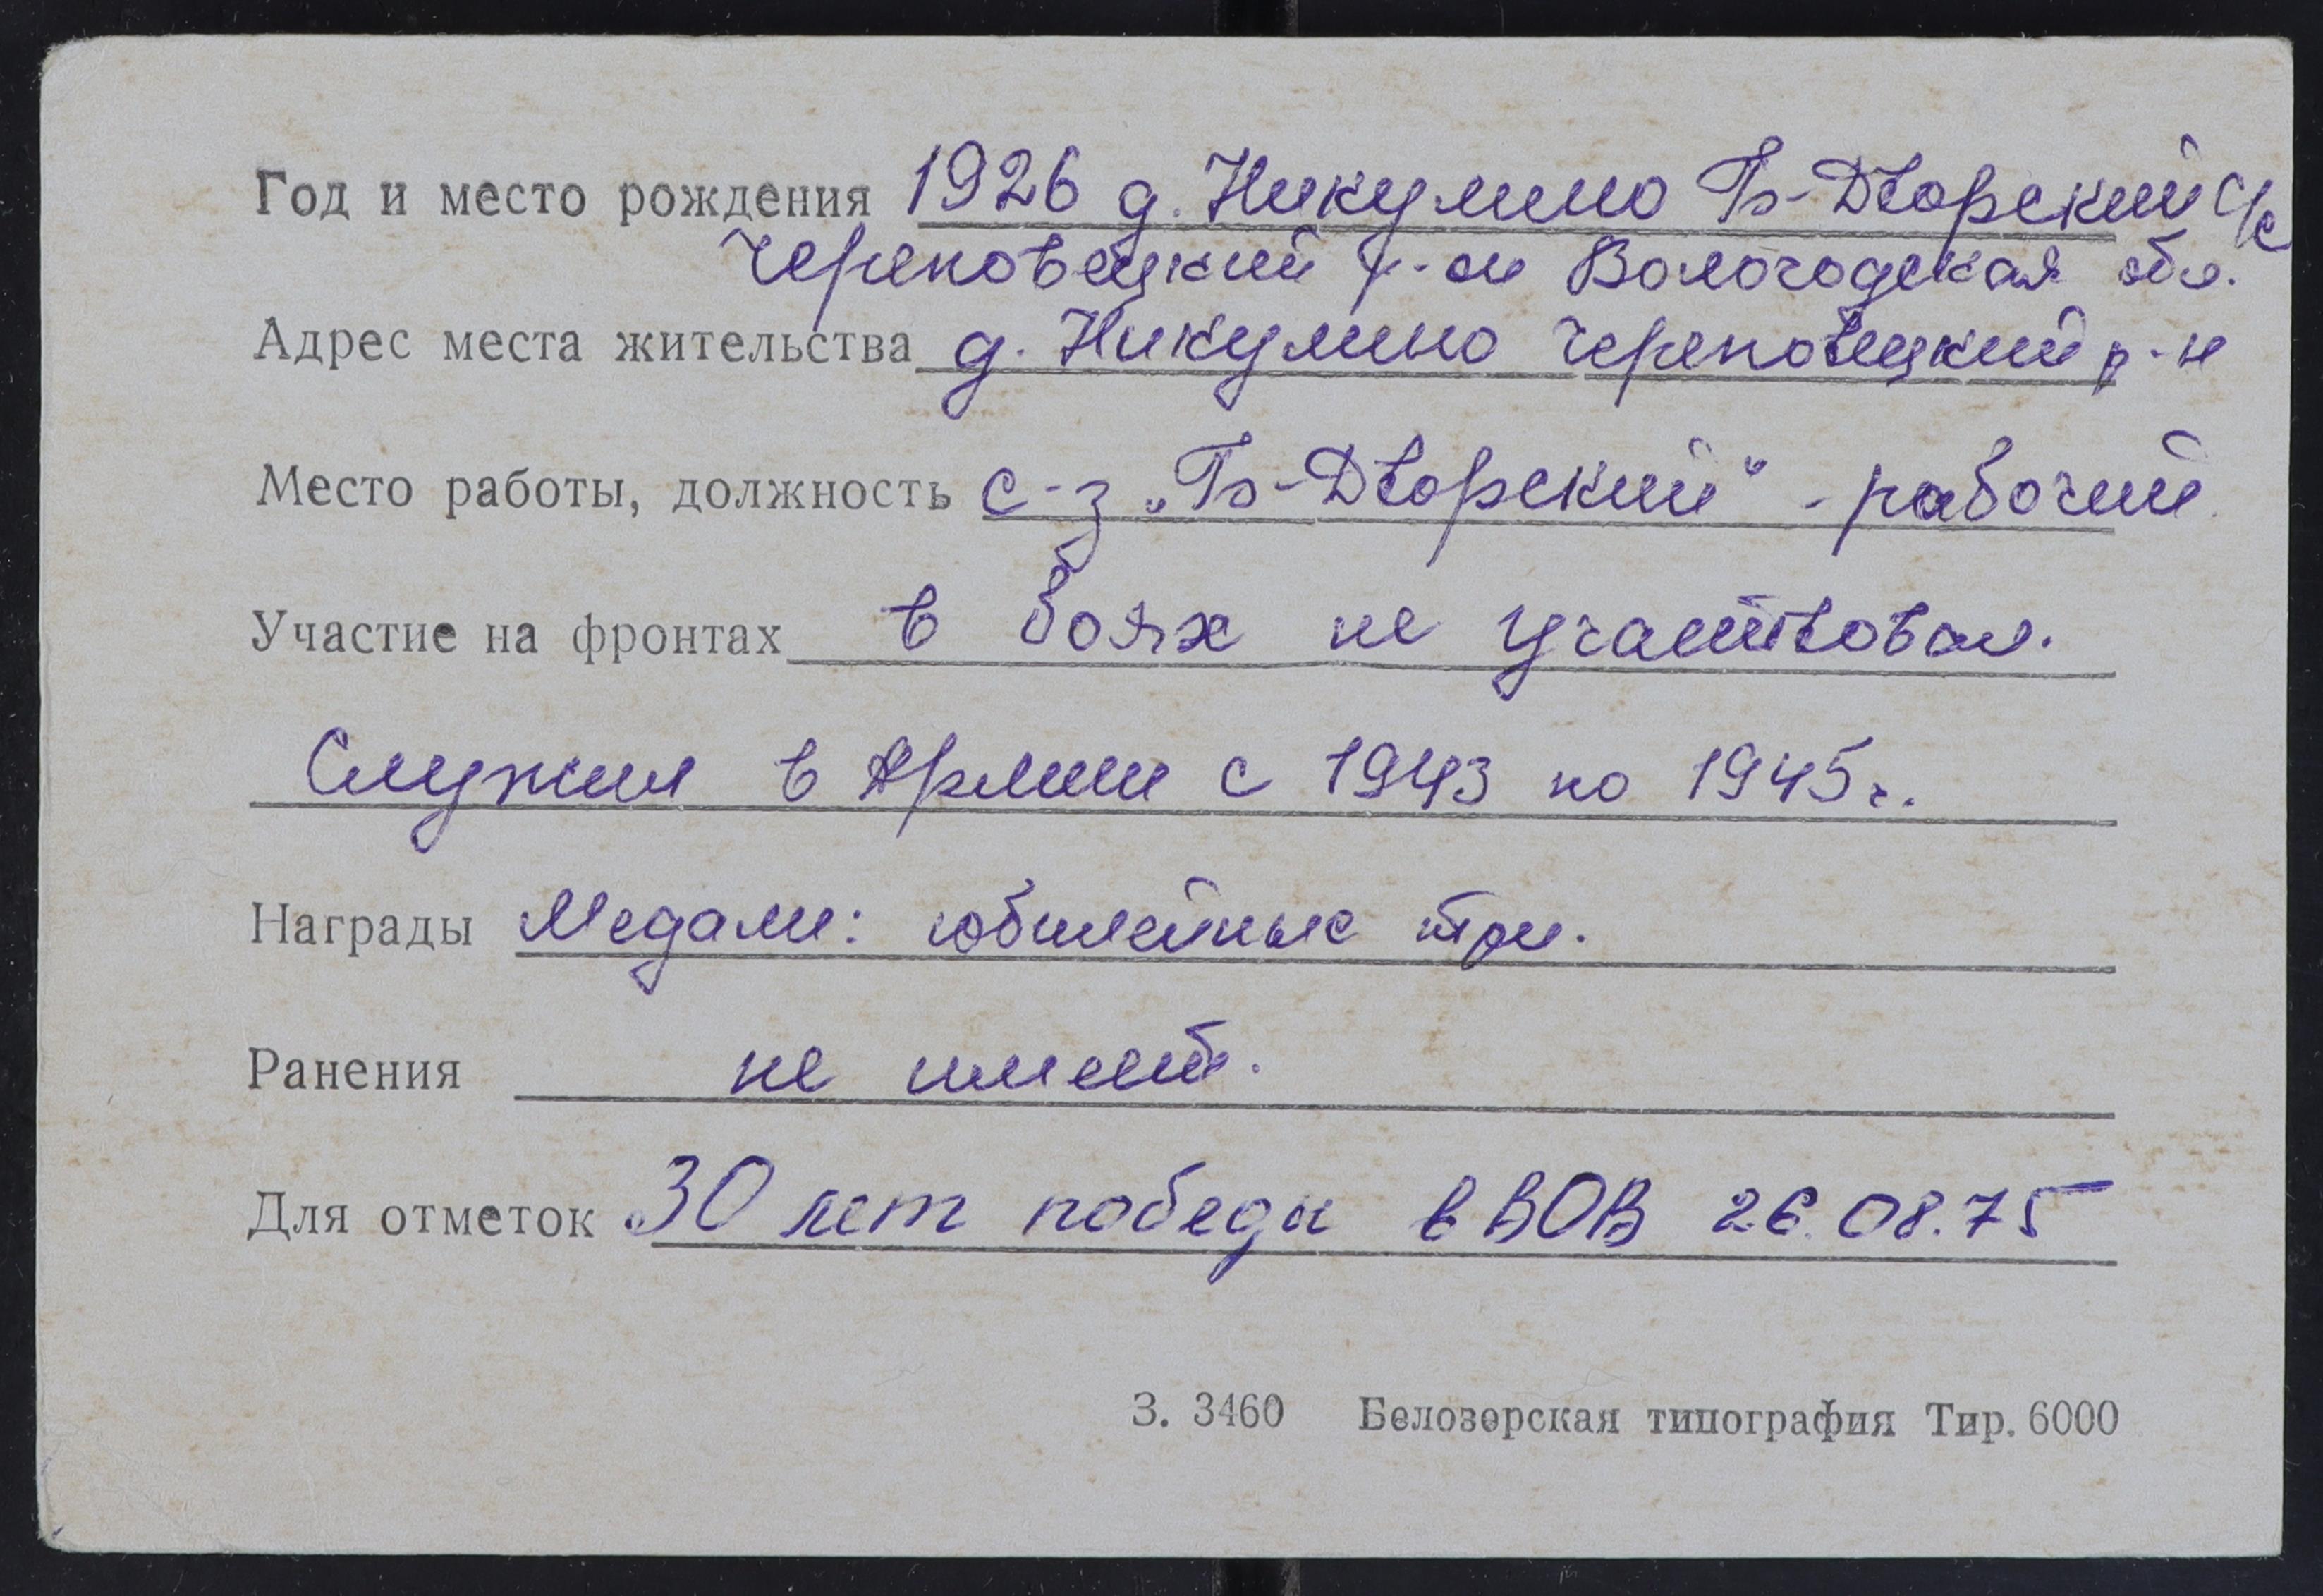 Год и место рождения 1926 д. Никулино Б-Дворский с/с
Череповецкий р-он Вологодская обл.
Адрес места жительства д. Никулино Череповецкий р-н
Место работы, должность с-з „Б-Дворский" - рабочий
Участие на фронтах в боях не участвовал.
Служил в Армии с 1943 по 1945г.
Награды Медали: юбилейные три.
Ранения не имеет.
Для отметок 30 лет победы в ВОВ 26.08.75
З. 3460 Белозерская типография Тир. 6000